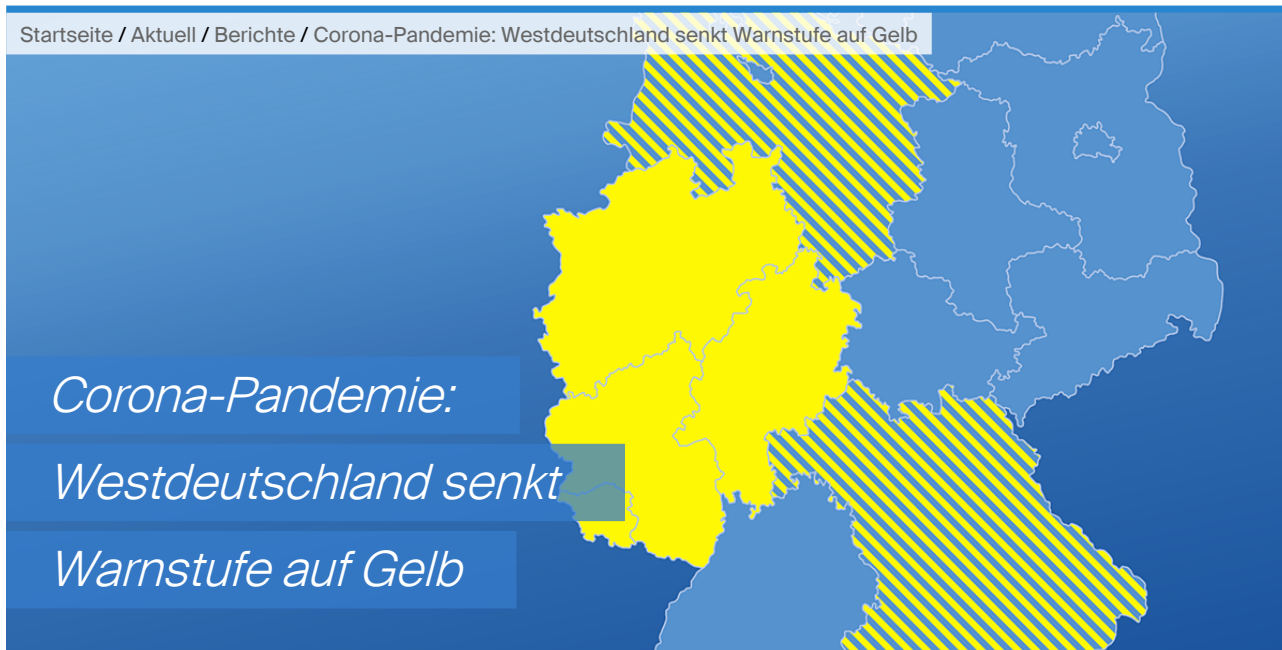 Startseite / Aktuell / Berichte / Corona-Pandemie: Westdeutschland senkt Warnstufe auf Gelb
Corona-Pandemie:
Westdeutschland senkt
Warnstufe auf Gelb